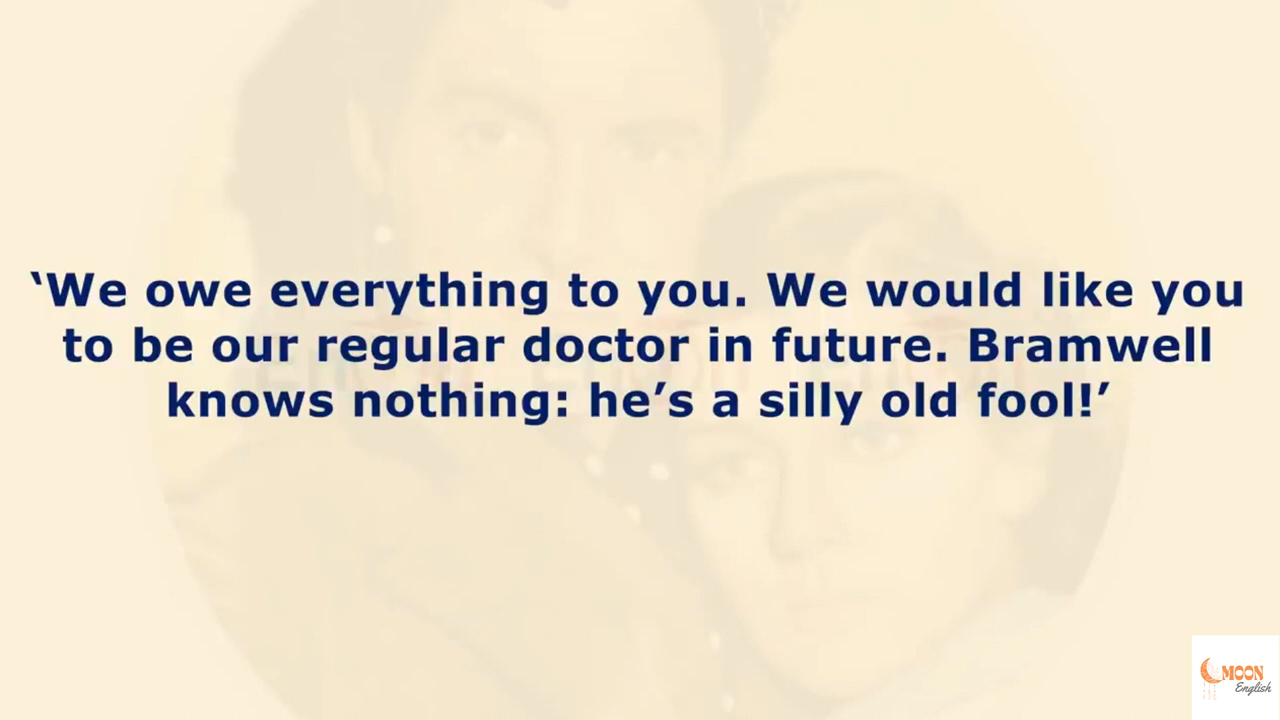 ‘We owe everything to you. We would like you
to be our regular doctor in future. Bramwell
knows nothing: he’s a silly old fool!’
MOON
English